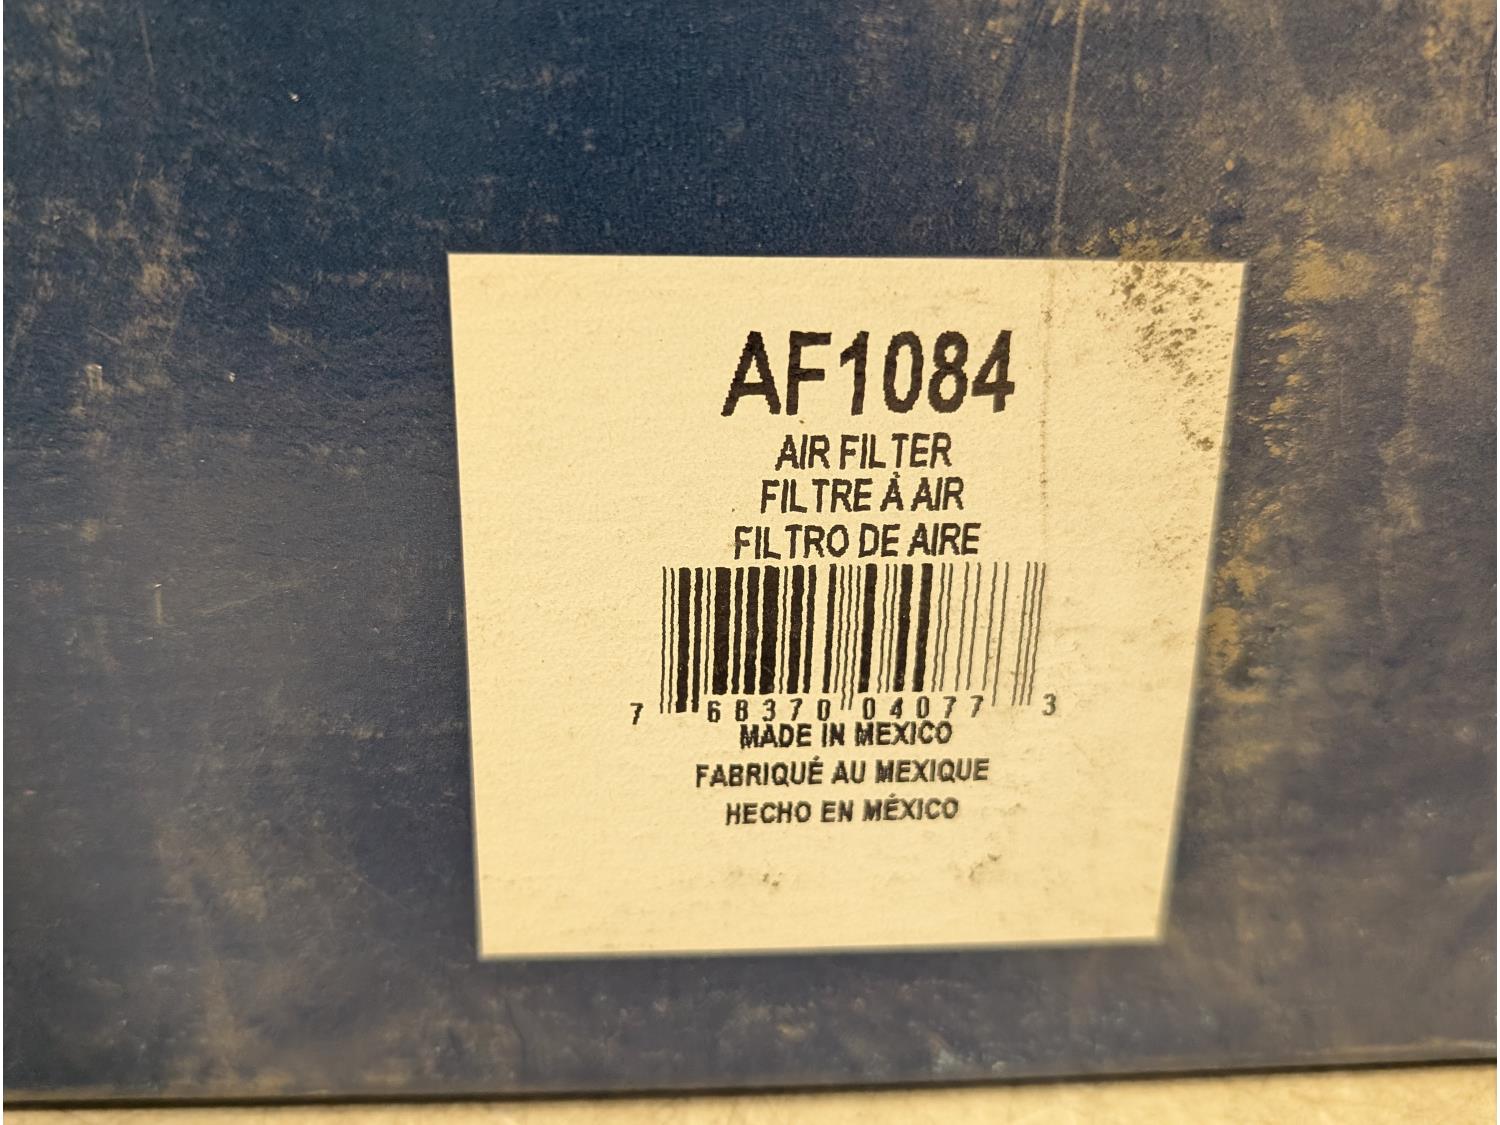 AF1084
AIR FILTER
FILTRE À AIR
FILTRO DE AIRE
7 68370 04077 3
MADE IN MEXICO
FABRIQUÉ AU MEXIQUE
HECHO EN MÉXICO